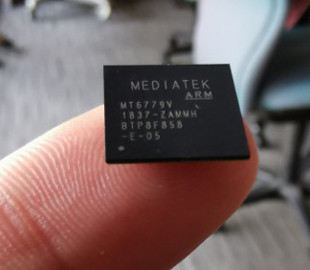 MEDIATEK
ARM
MT6779V
1837-ZAMMH
BTP8F858
-E-05